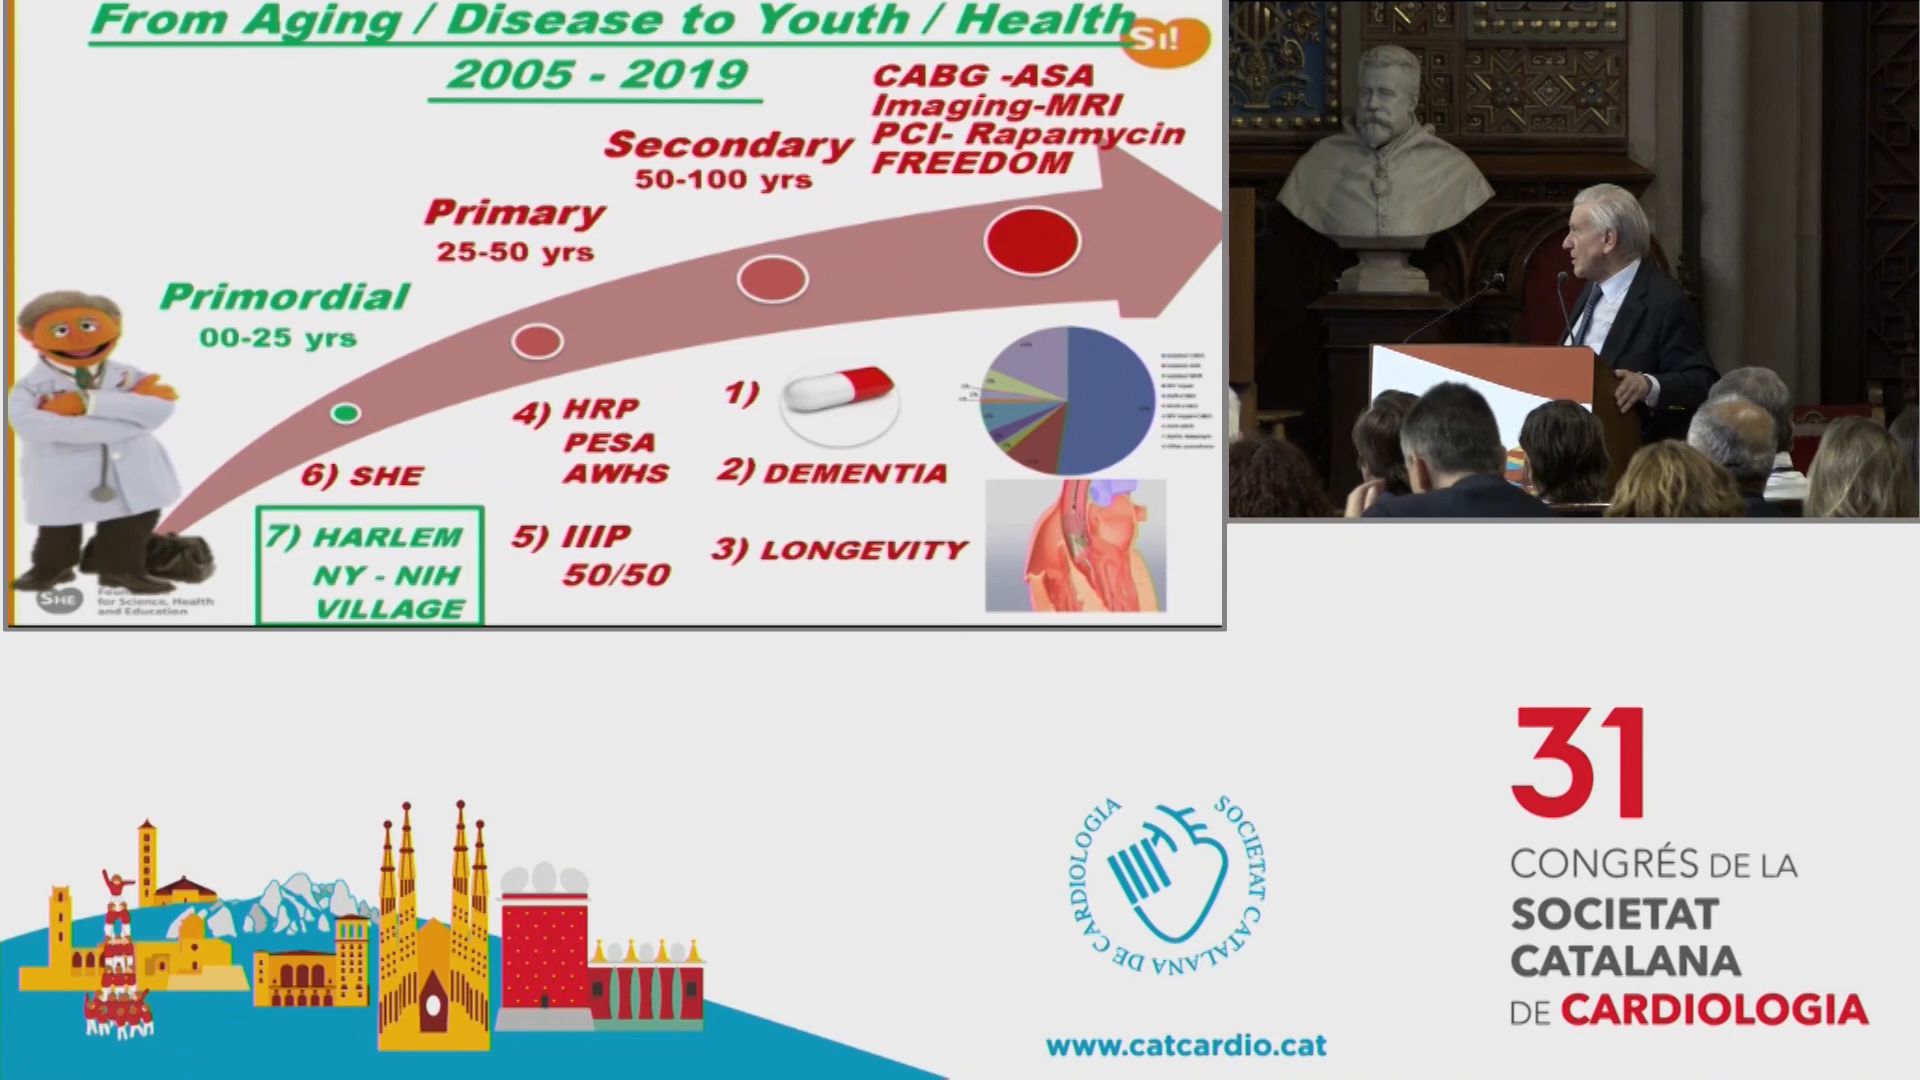 From Aging / Disease to Youth / Health
Si!
2005 - 2019
CABG -ASA
Imaging-MRI
PCI- Rapamycin
FREEDOM
Secondary
50-100 yrs
Primary
25-50 yrs
Primordial
00-25 yrs
1)
2) DEMENTIA
3) LONGEVITY
4) HRP
PESA
AWHS
5) IIIP
50/50
6) SHE
7) HARLEM
NY - NIH
VILLAGE
SHE
for Science, Health
and Education
31
CONGRÉS DE LA
SOCIETAT
CATALANA
DE CARDIOLOGIA
SOCIETAT CATALANA DE CARDIOLOGIA
www.catcardio.cat